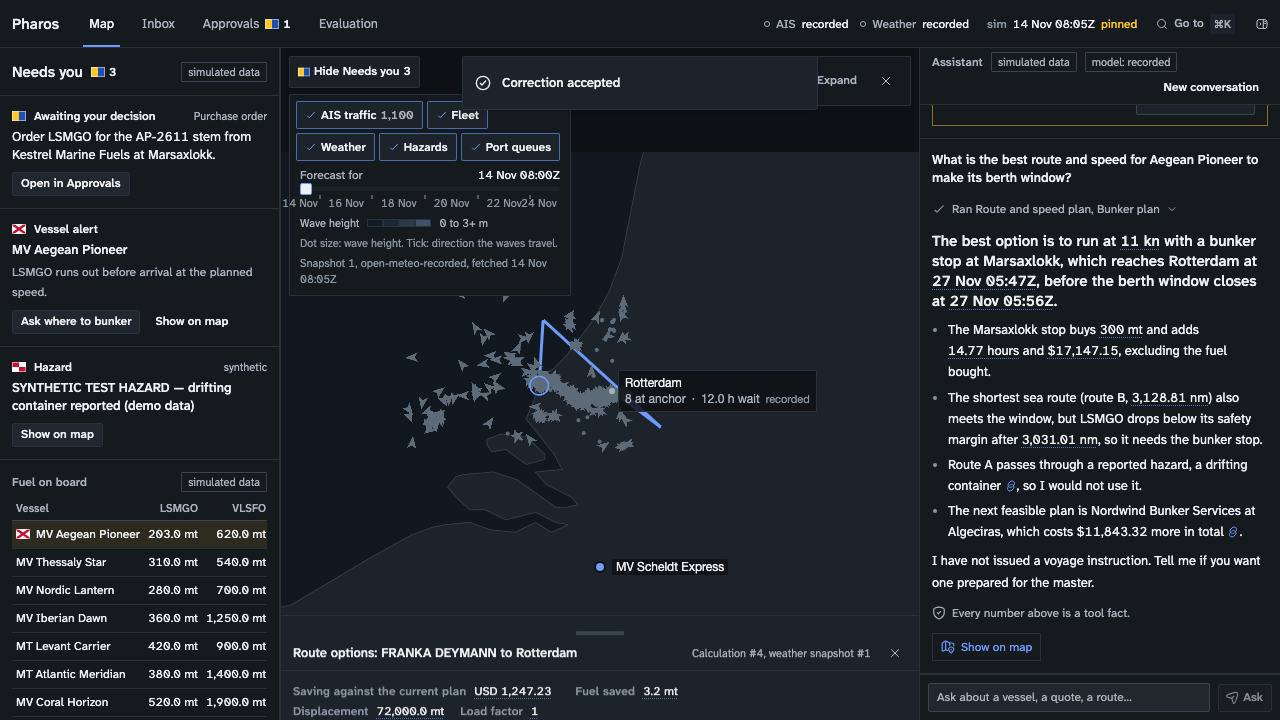 Pharos
Map
Inbox
Approvals 1
Evaluation
AIS recorded
Weather recorded
sim 14 Nov 08:05Z pinned
Go to ⌘K
Needs you 3
simulated data
Awaiting your decision
Purchase order
Order LSMGO for the AP-2611 stem from
Kestrel Marine Fuels at Marsaxlokk.
Open in Approvals
Vessel alert
MV Aegean Pioneer
LSMGO runs out before arrival at the planned
speed.
Ask where to bunker
Show on map
Hazard
synthetic
SYNTHETIC TEST HAZARD — drifting
container reported (demo data)
Show on map
Fuel on board
simulated data
Vessel LSMGO VLSFO
MV Aegean Pioneer 203.0 mt 620.0 mt
MV Thessaly Star 310.0 mt 540.0 mt
MV Nordic Lantern 280.0 mt 700.0 mt
MV Iberian Dawn 360.0 mt 1,250.0 mt
MT Levant Carrier 420.0 mt 900.0 mt
MT Atlantic Meridian 380.0 mt 1,400.0 mt
MV Coral Horizon 520.0 mt 1,900.0 mt
Hide Needs you 3
Correction accepted
Expand
AIS traffic 1,100
Fleet
Weather
Hazards
Port queues
Forecast for 14 Nov 08:00Z
14 Nov 16 Nov 18 Nov 20 Nov 22 Nov 24 Nov
Wave height 0 to 3+ m
Dot size: wave height. Tick: direction the waves travel.
Snapshot 1, open-meteo-recorded, fetched 14 Nov
08:05Z
Rotterdam
8 at anchor · 12.0 h wait recorded
MV Scheldt Express
Route options: FRANKA DEYMANN to Rotterdam
Calculation #4, weather snapshot #1
Saving against the current plan USD 1,247.23 Fuel saved 3.2 mt
Displacement 72,000.0 mt Load factor 1
Assistant
simulated data
model: recorded
New conversation
What is the best route and speed for Aegean Pioneer to
make its berth window?
Ran Route and speed plan, Bunker plan
The best option is to run at 11 kn with a bunker
stop at Marsaxlokk, which reaches Rotterdam at
27 Nov 05:47Z, before the berth window closes
at 27 Nov 05:56Z.
• The Marsaxlokk stop buys 300 mt and adds
14.77 hours and $17,147.15, excluding the fuel
bought.
• The shortest sea route (route B, 3,128.81 nm) also
meets the window, but LSMGO drops below its safety
margin after 3,031.01 nm, so it needs the bunker stop.
• Route A passes through a reported hazard, a drifting
container, so I would not use it.
• The next feasible plan is Nordwind Bunker Services at
Algeciras, which costs $11,843.32 more in total.
I have not issued a voyage instruction. Tell me if you want
one prepared for the master.
Every number above is a tool fact.
Show on map
Ask about a vessel, a quote, a route...
Ask